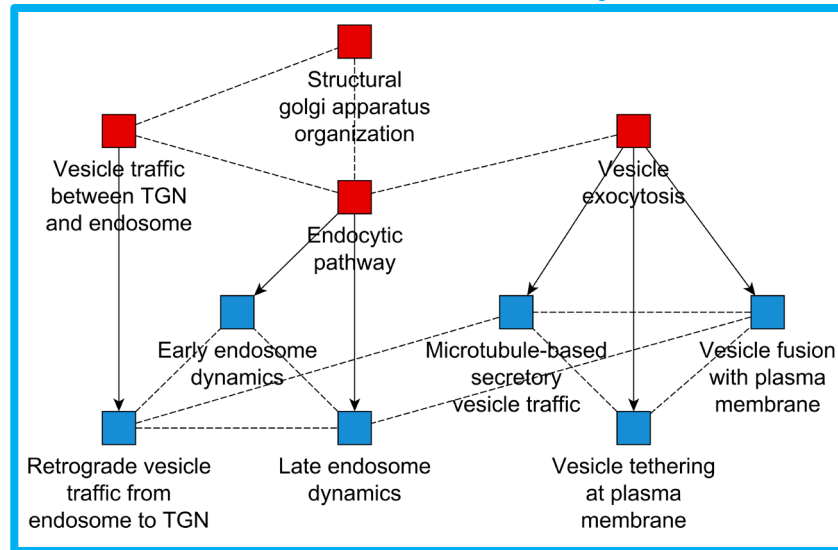 Structural
golgi apparatus
organization
Vesicle traffic
between TGN
and endosome
Vesicle
exocytosis
Endocytic
pathway
Early endosome
dynamics
Microtubule-based
secretory
vesicle traffic
Vesicle fusion
with plasma
membrane
Retrograde vesicle
traffic from
endosome to TGN
Late endosome
dynamics
Vesicle tethering
at plasma
membrane